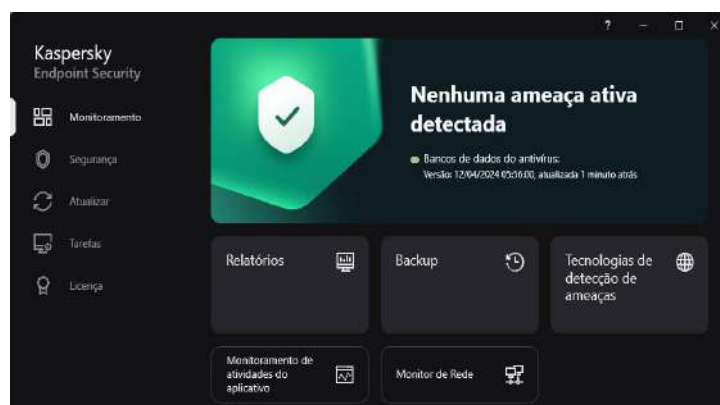 Kaspersky
Endpoint Security
Monitoramento
Segurança
Atualizar
Tarefas
Licença
Nenhuma ameaça ativa
detectada
Bancos de dados do antivírus:
Versão: 12/04/2024 05:16:00, atualizada 1 minuto atrás
Relatórios
Backup
Tecnologias de
detecção de
ameaças
Monitoramento de
atividades do
aplicativo
Monitor de Rede